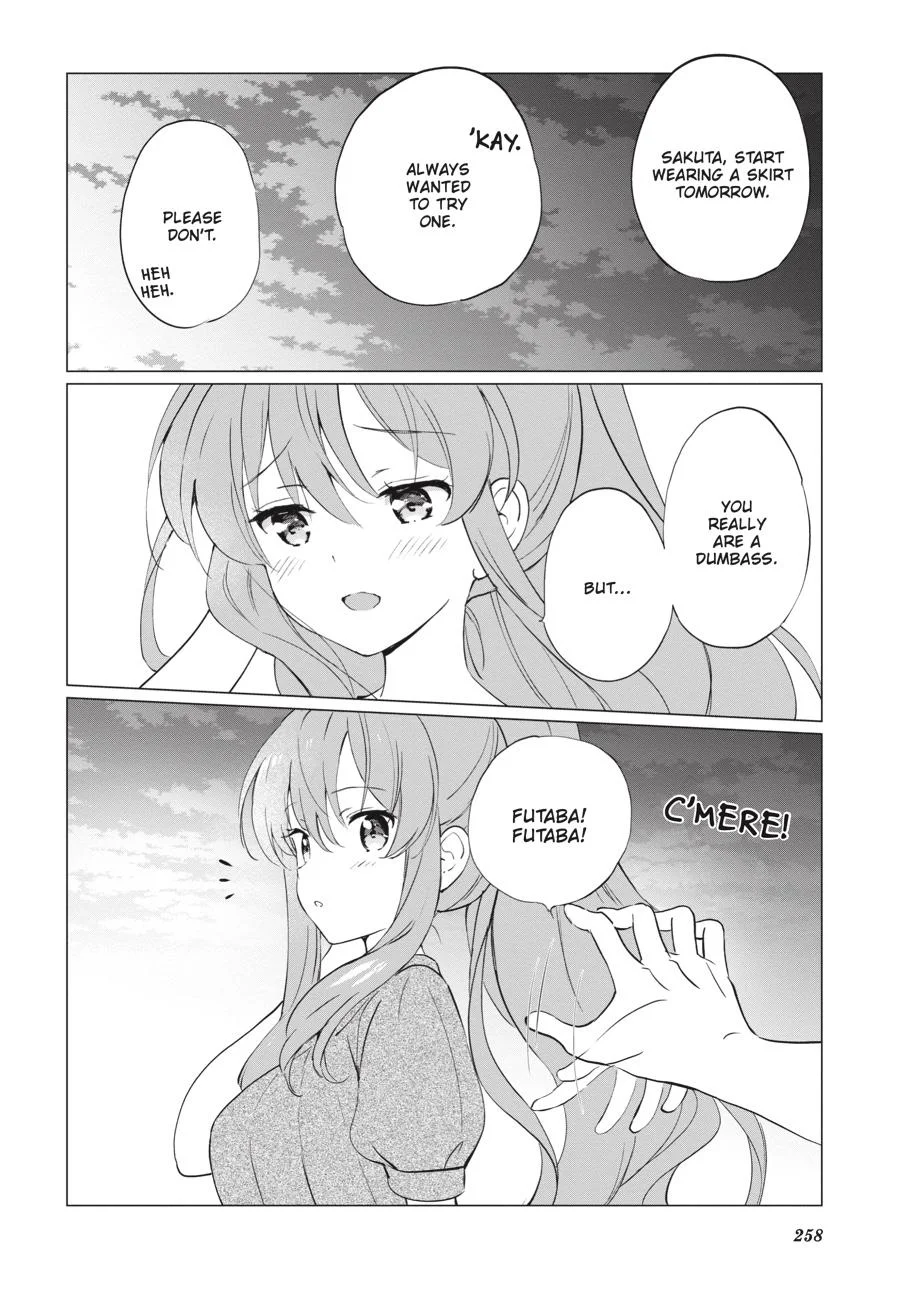 SAKUTA, START
WEARING A SKIRT
TOMORROW.
'KAY.
ALWAYS
WANTED
TO TRY
ONE.
PLEASE
DON'T.
HEH
HEH.
YOU
REALLY
ARE A
DUMBASS.
BUT...
C'MERE!
FUTABA!
FUTABA!
258